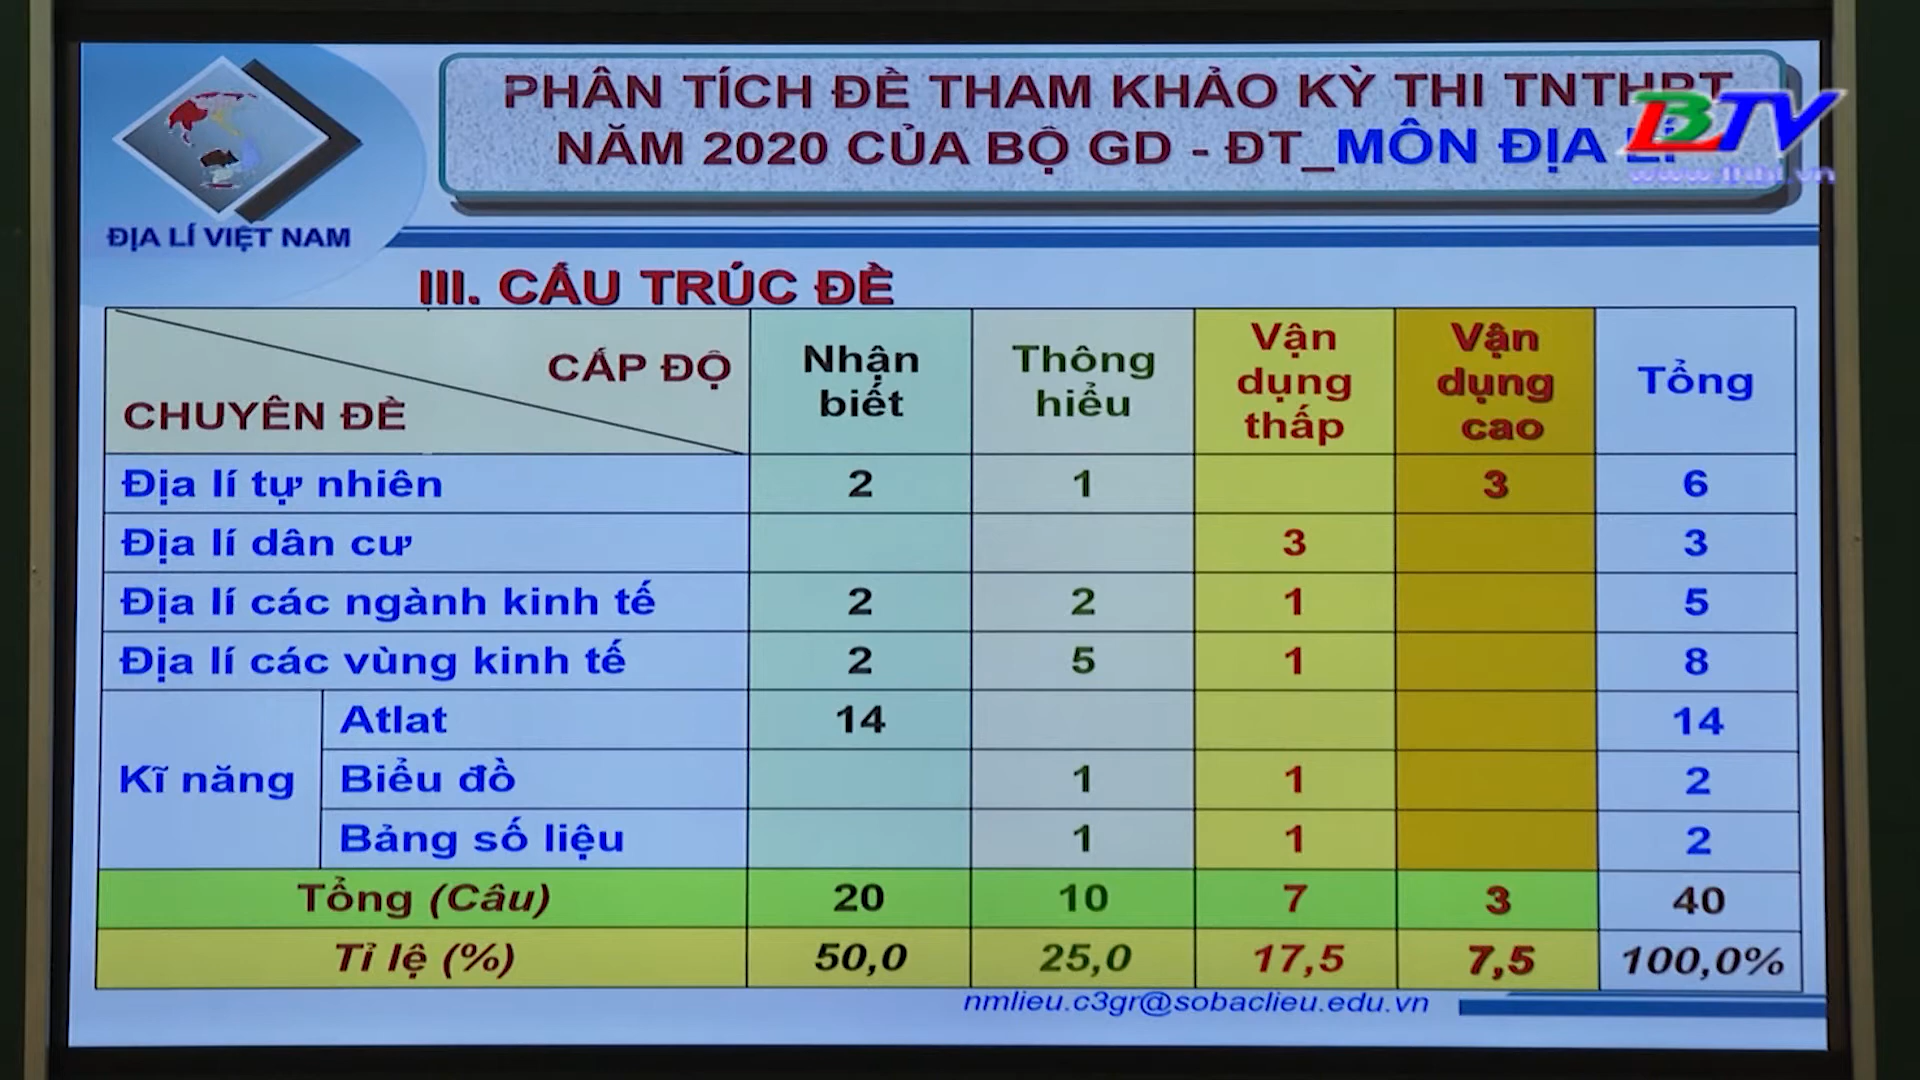 PHÂN TÍCH ĐỀ THAM KHẢO KỲ THI TNTHPT
NĂM 2020 CỦA BỘ GD - ĐT_MÔN ĐỊA LÍ
BTV
ĐỊA LÍ VIỆT NAM
III. CẤU TRÚC ĐỀ
CẤP ĐỘ
CHUYÊN ĐỀ
Nhận biết
Thông hiểu
Vận dụng thấp
Vận dụng cao
Tổng
Địa lí tự nhiên 2 1 3 6
Địa lí dân cư 3 3
Địa lí các ngành kinh tế 2 2 1 5
Địa lí các vùng kinh tế 2 5 1 8
Kĩ năng
Atlat 14 14
Biểu đồ 1 1 2
Bảng số liệu 1 1 2
Tổng (Câu) 20 10 7 3 40
Tỉ lệ (%) 50,0 25,0 17,5 7,5 100,0%
nmlieu.c3gr@sobaclieu.edu.vn